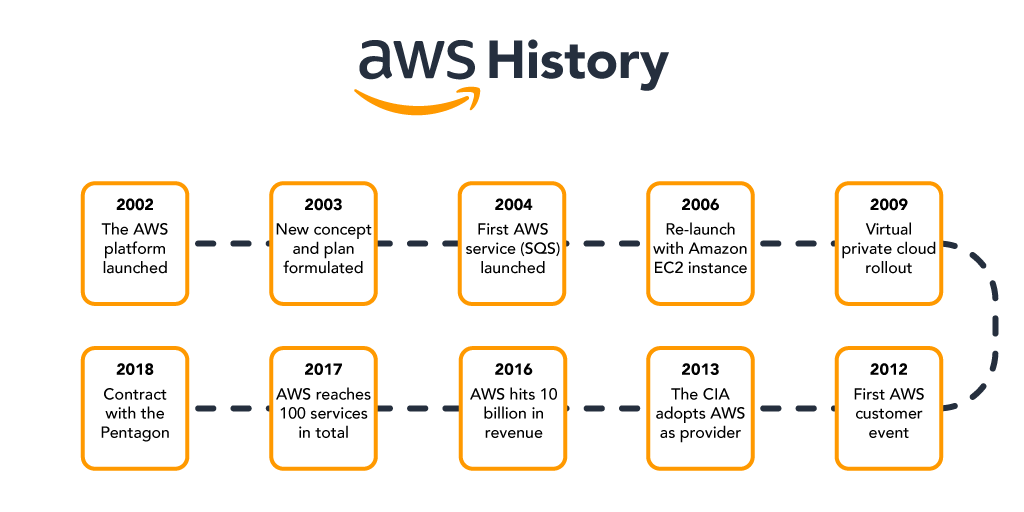 aws History
2002
The AWS
platform
launched
2003
New concept
and plan
formulated
2004
First AWS
service (SQS)
launched
2006
Re-launch
with Amazon
EC2 instance
2009
Virtual
private cloud
rollout
2012
First AWS
customer
event
2013
The CIA
adopts AWS
as provider
2016
AWS hits 10
billion in
revenue
2017
AWS reaches
100 services
in total
2018
Contract
with the
Pentagon